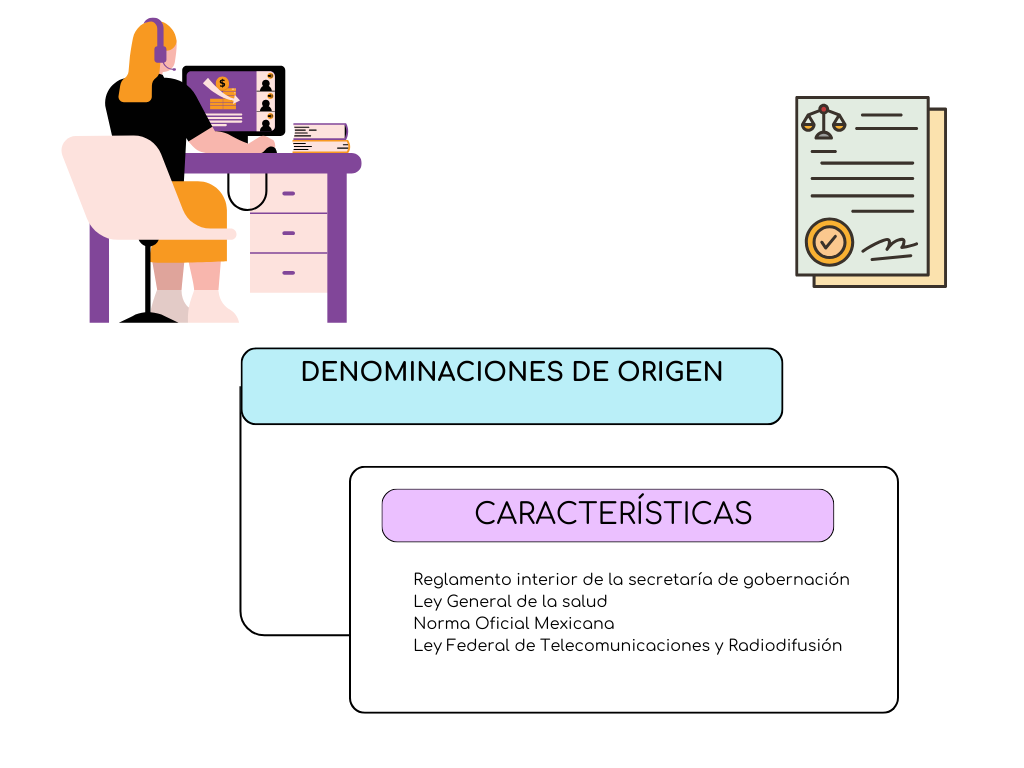 $
DENOMINACIONES DE ORIGEN
CARACTERÍSTICAS
Reglamento interior de la secretaría de gobernación
Ley General de la salud
Norma Oficial Mexicana
Ley Federal de Telecomunicaciones y Radiodifusión